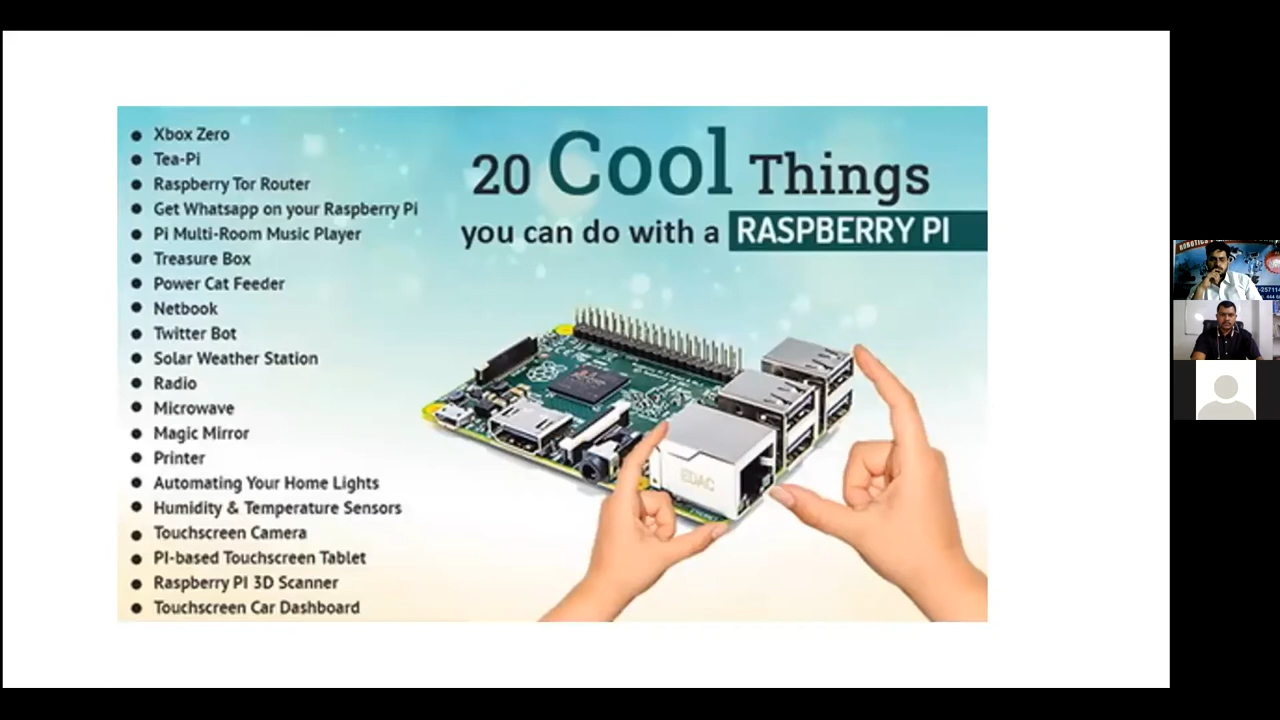 Xbox Zero
Tea-Pi
Raspberry Tor Router
Get Whatsapp on your Raspberry Pi
Pi Multi-Room Music Player
Treasure Box
Power Cat Feeder
Netbook
Twitter Bot
Solar Weather Station
Radio
Microwave
Magic Mirror
Printer
Automating Your Home Lights
Humidity & Temperature Sensors
Touchscreen Camera
PI-based Touchscreen Tablet
Raspberry PI 3D Scanner
Touchscreen Car Dashboard
20 Cool Things
you can do with a RASPBERRY PI
EDAC